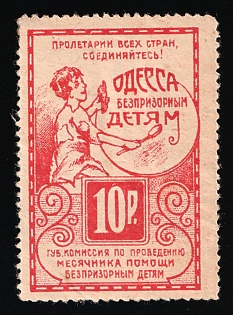 ПРОЛЕТАРИИ ВСЕХ СТРАН,
СОЕДИНЯЙТЕСЬ!
ОДЕССА
БЕЗПРИЗОРНЫМ
ДЕТЯМ
10Р.
ГУБ. КОМИССИЯ ПО ПРОВЕДЕНИЮ
МЕСЯЧНИКА ПОМОЩИ
БЕЗПРИЗОРНЫМ ДЕТЯМ